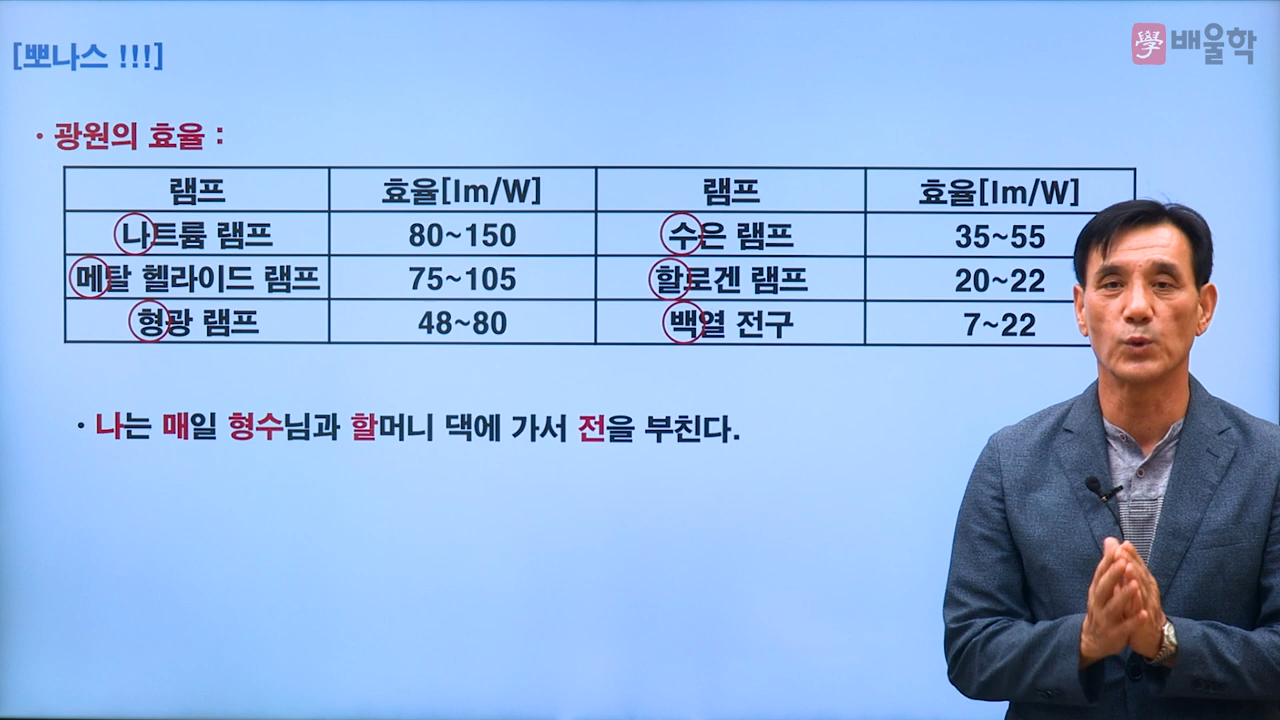 [뽀나스 !!!]
學 배울학
· 광원의 효율 :
램프 효율[lm/W] 램프 효율[lm/W]
나트륨 램프 80~150 수은 램프 35~55
메탈 헬라이드 램프 75~105 할로겐 램프 20~22
형광 램프 48~80 백열 전구 7~22
· 나는 매일 형수님과 할머니 댁에 가서 전을 부친다.